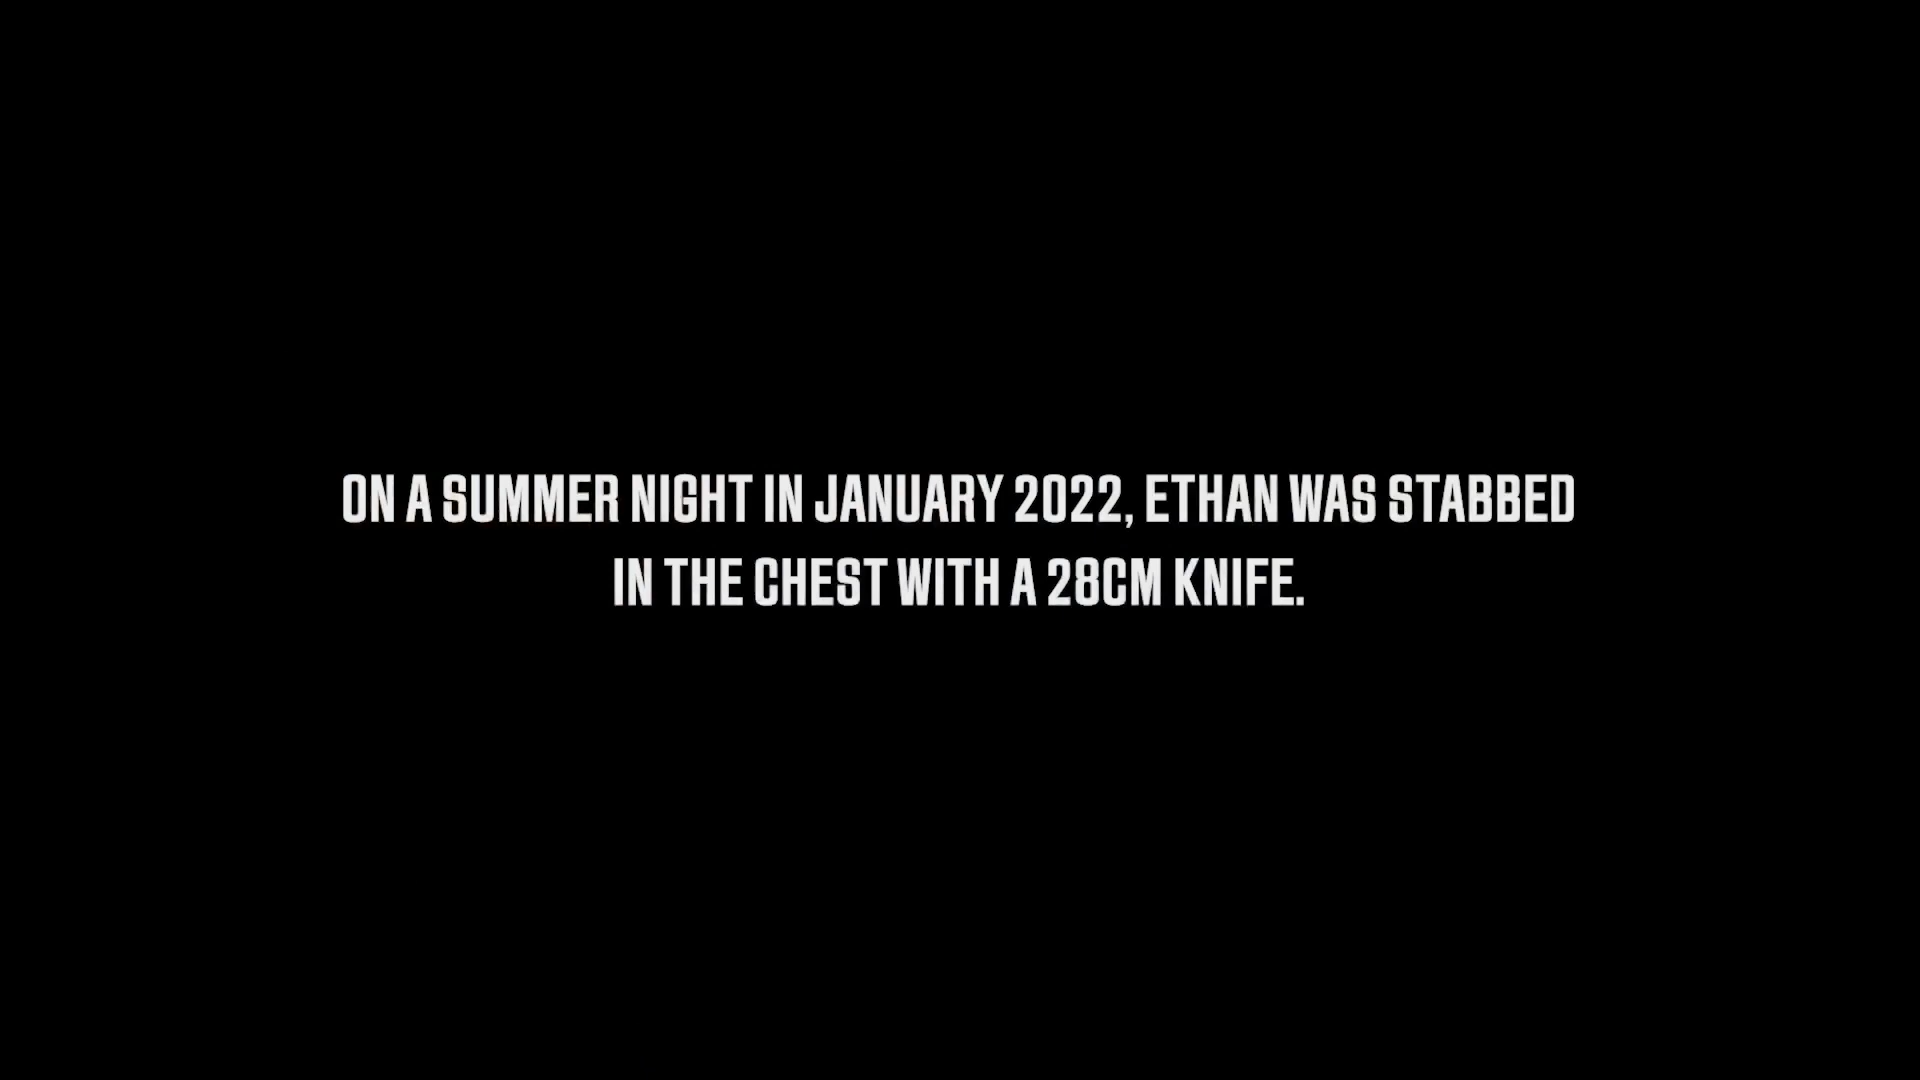 ON A SUMMER NIGHT IN JANUARY 2022, ETHAN WAS STABBED
IN THE CHEST WITH A 28CM KNIFE.